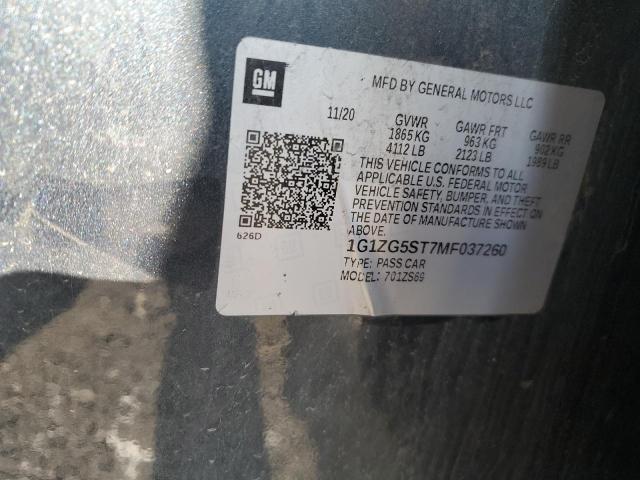 GM
MFD BY GENERAL MOTORS LLC
11/20 GVWR GAWR FRT GAWR RR
1865 KG 963 KG 902 KG
4112 LB 2123 LB 1989 LB
THIS VEHICLE CONFORMS TO ALL
APPLICABLE U.S. FEDERAL MOTOR
VEHICLE SAFETY, BUMPER, AND THEFT
PREVENTION STANDARDS IN EFFECT ON
THE DATE OF MANUFACTURE SHOWN
ABOVE.
626D
1G1ZG5ST7MF037260
TYPE: PASS CAR
MODEL: 701ZS69